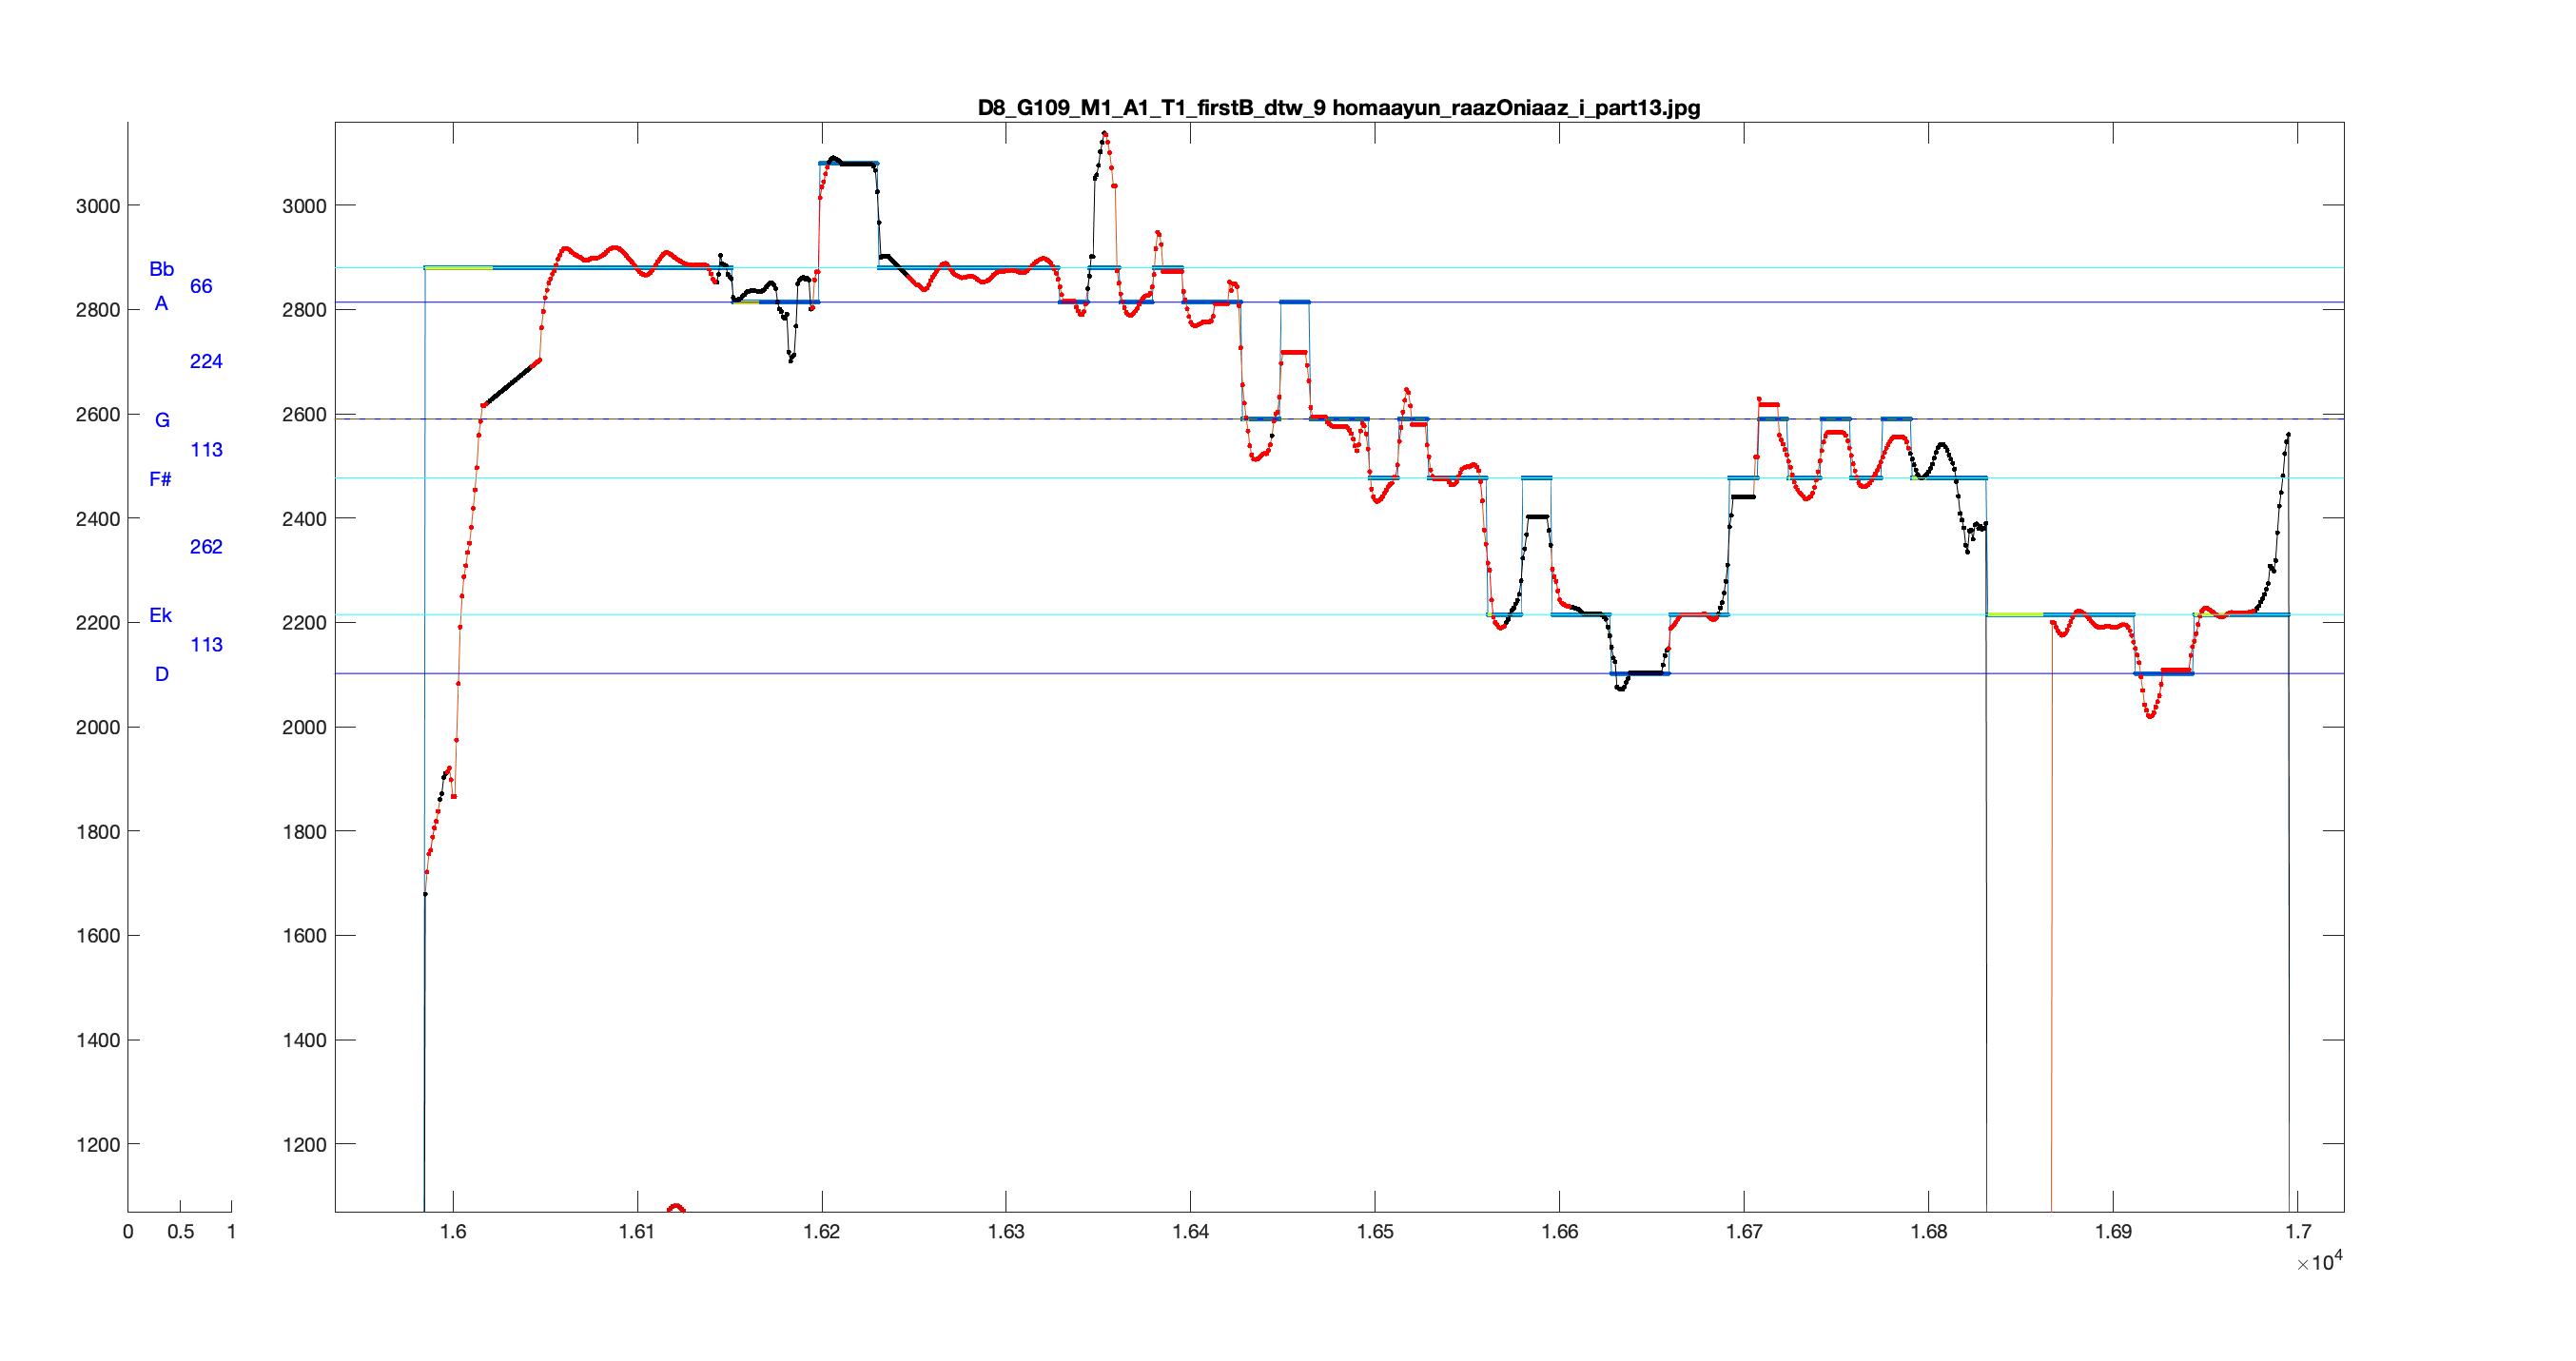 D8_G109_M1_A1_T1_firstB_dtw_9 homaayun_raazOniaaz_i_part13.jpg
3000 3000
Bb
66
A
2800 2800
224
2600 G 2600
113
F#
2400 2400
262
Ek
2200 2200
113
D
2000 2000
1800 1800
1600 1600
1400 1400
1200 1200
0 0.5 1 1.6 1.61 1.62 1.63 1.64 1.65 1.66 1.67 1.68 1.69 1.7
×10^4